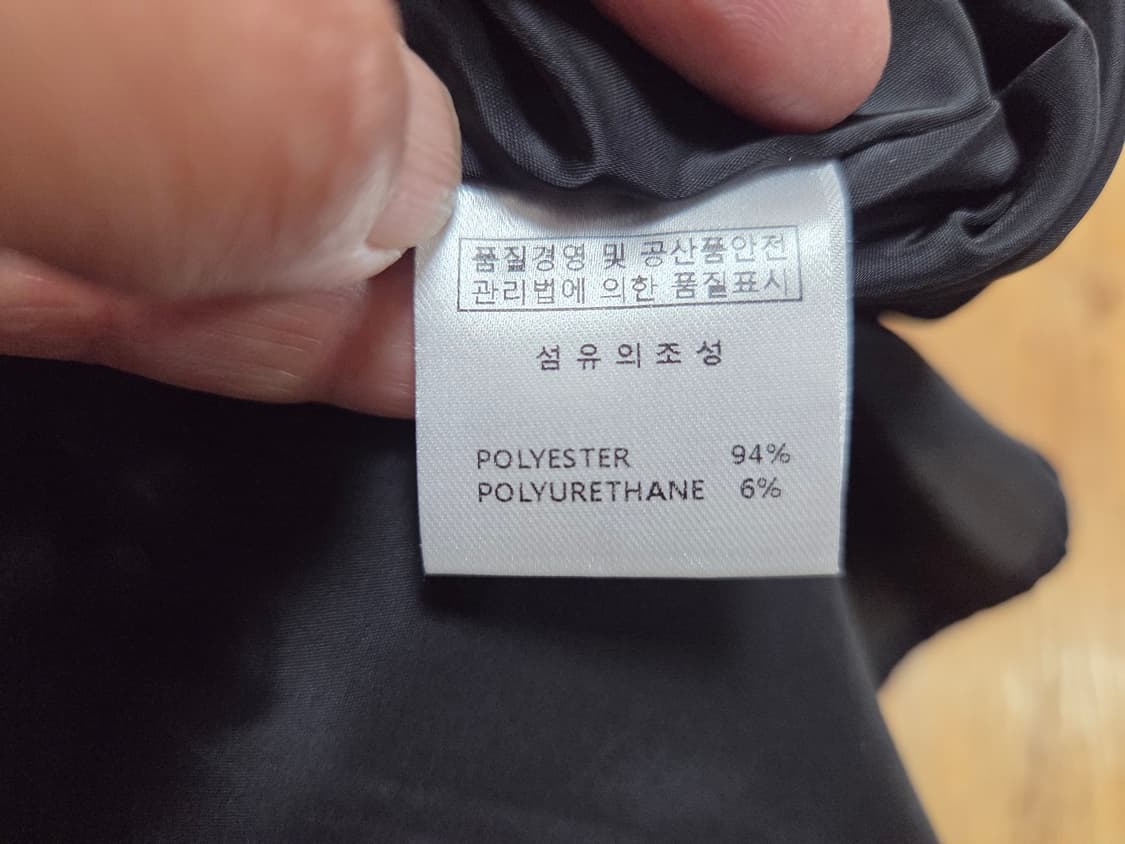 품질경영 및 공산품안전
관리법에 의한 품질표시
섬유의조성
POLYESTER 94%
POLYURETHANE 6%